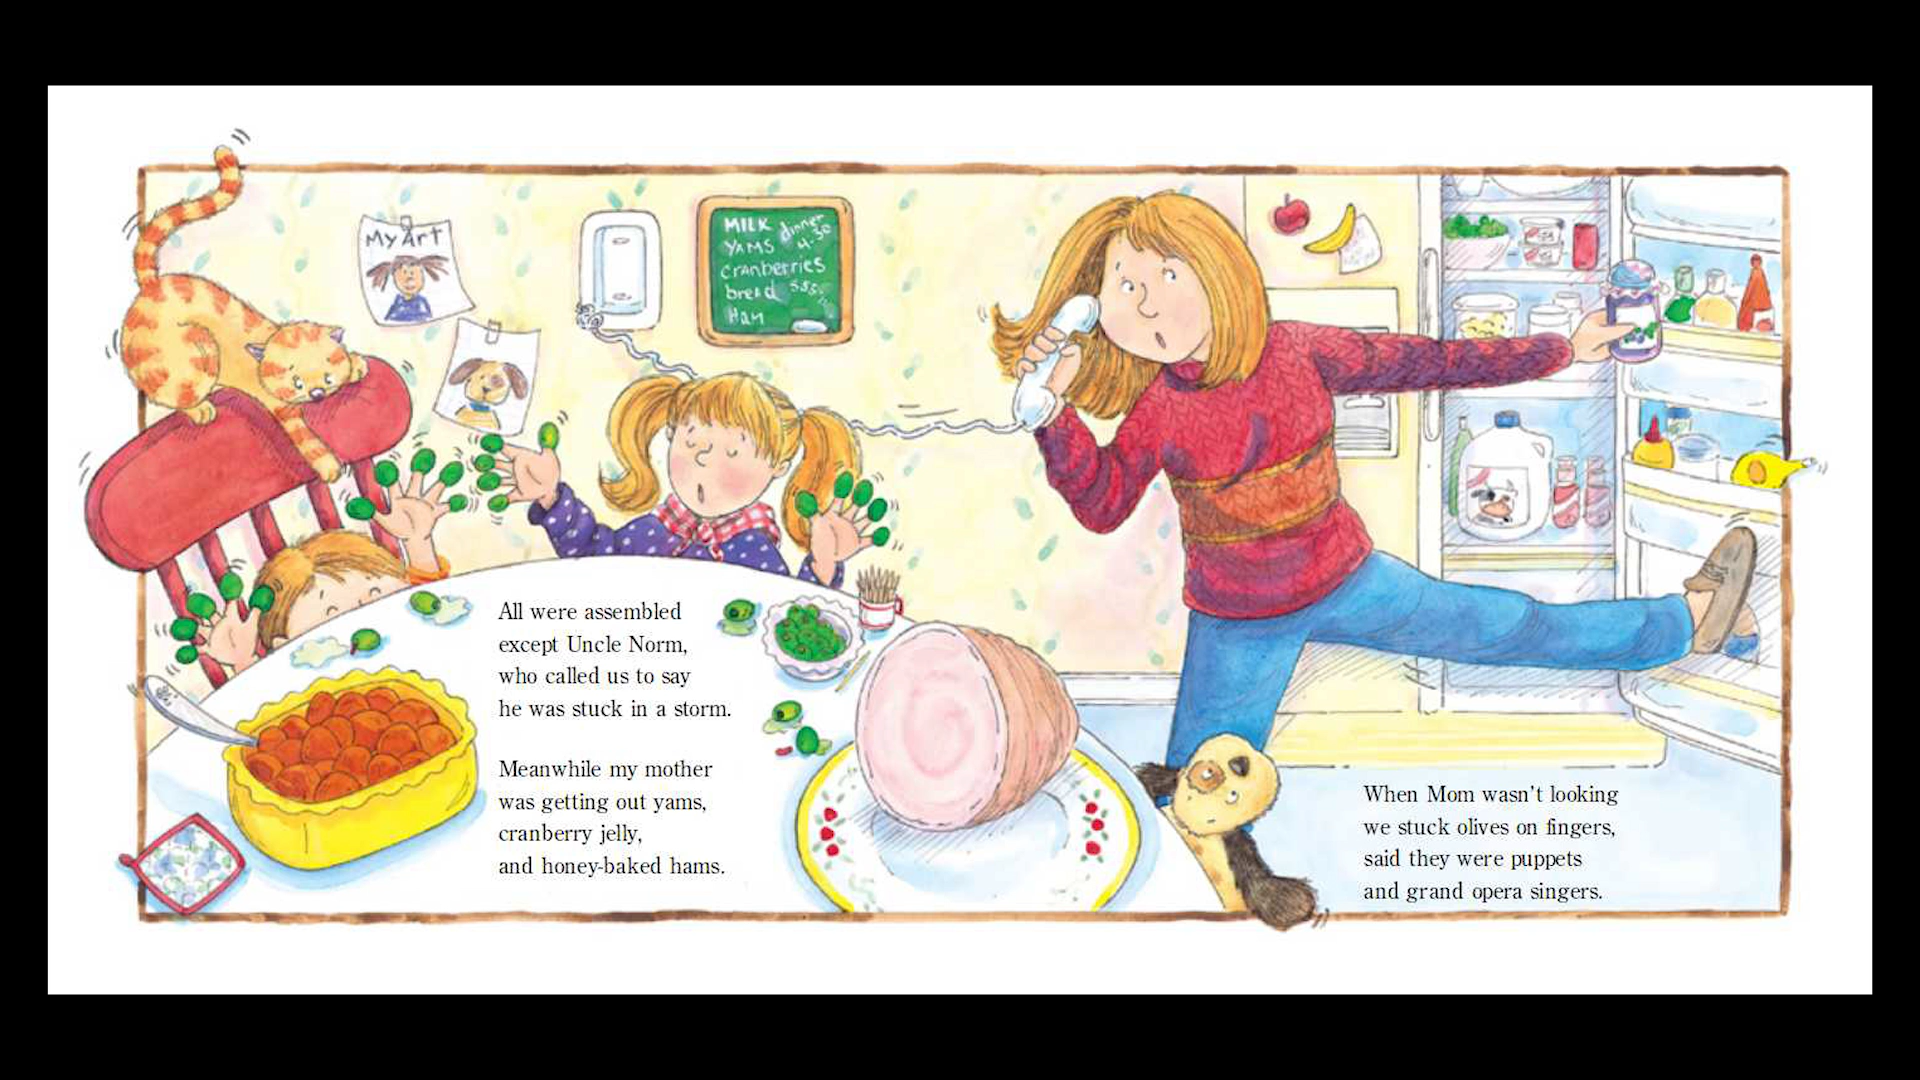 My Art
MILK dinner
YAMS 4:30
cranberries
bread
Ham
All were assembled
except Uncle Norm,
who called us to say
he was stuck in a storm.
Meanwhile my mother
was getting out yams,
cranberry jelly,
and honey-baked hams.
When Mom wasn't looking
we stuck olives on fingers,
said they were puppets
and grand opera singers.